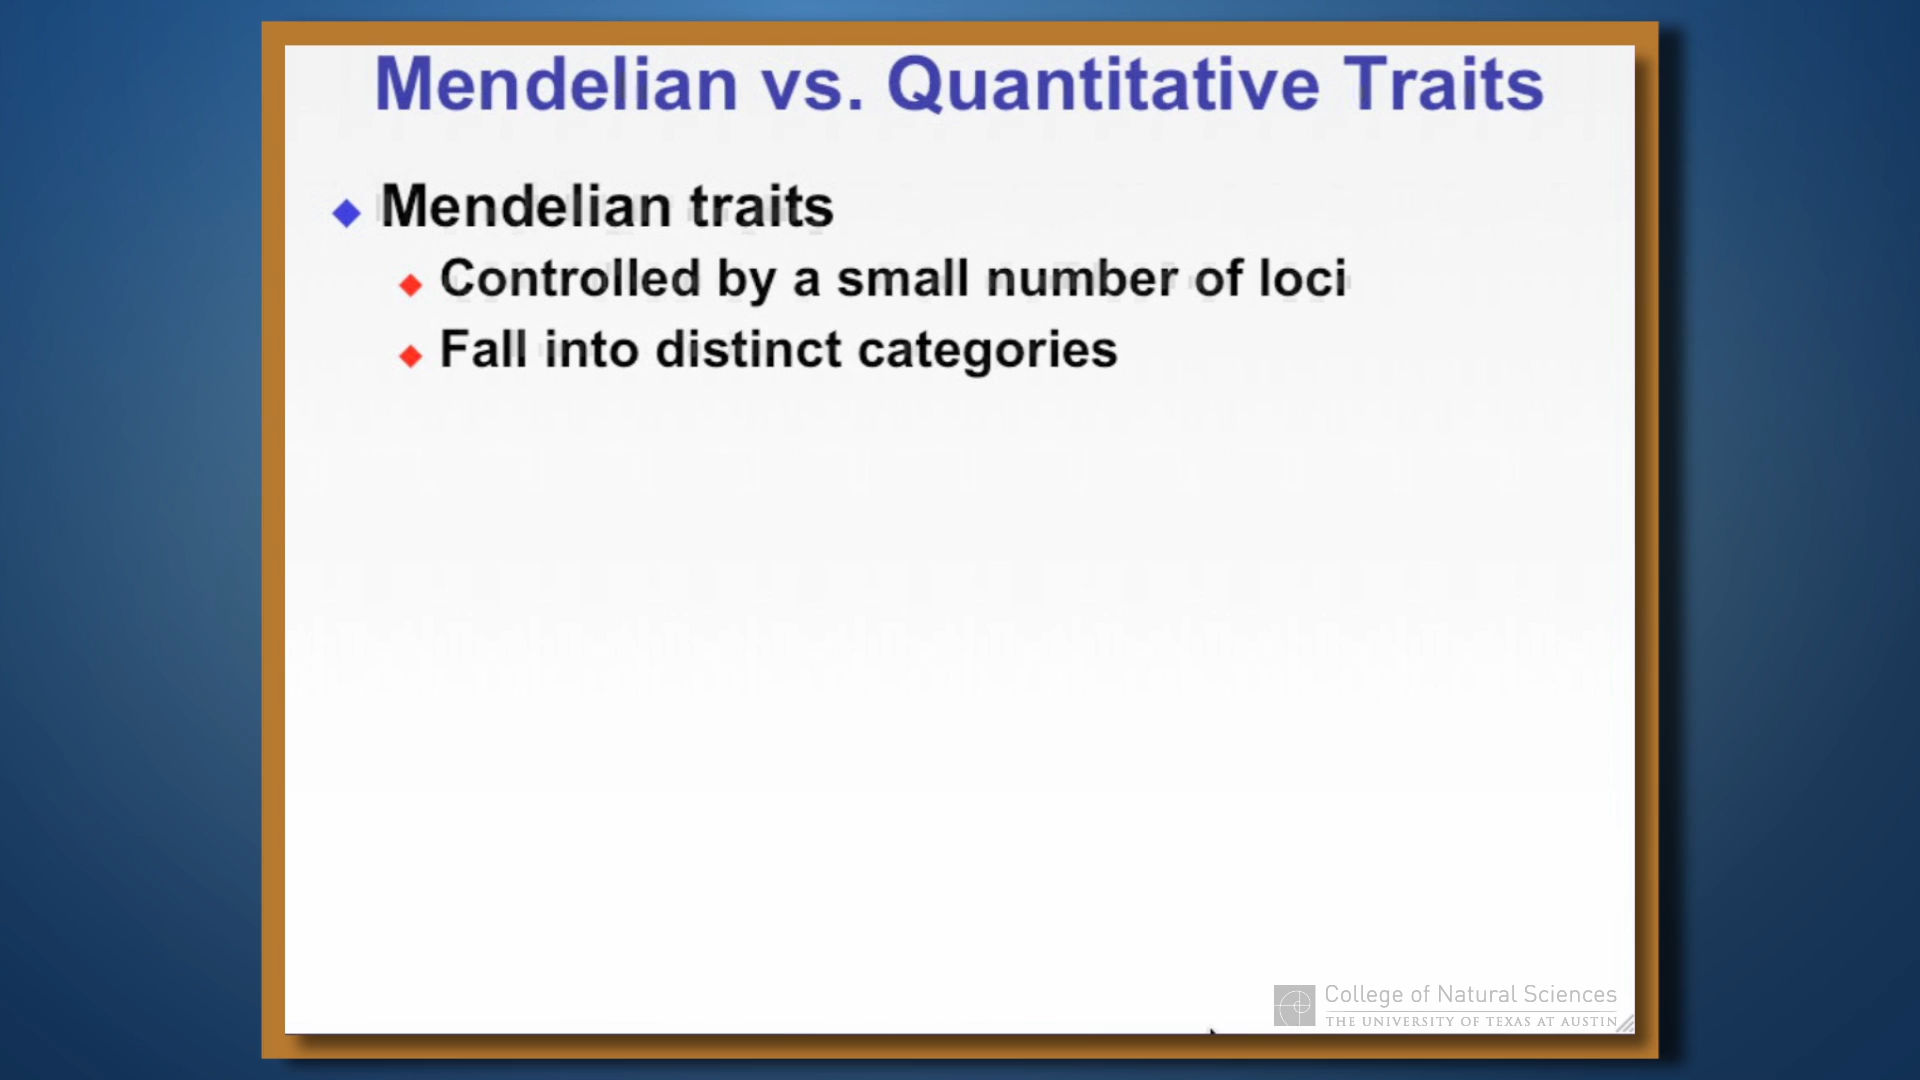 Mendelian vs. Quantitative Traits
Mendelian traits
Controlled by a small number of loci
Fall into distinct categories
College of Natural Sciences
THE UNIVERSITY OF TEXAS AT AUSTIN